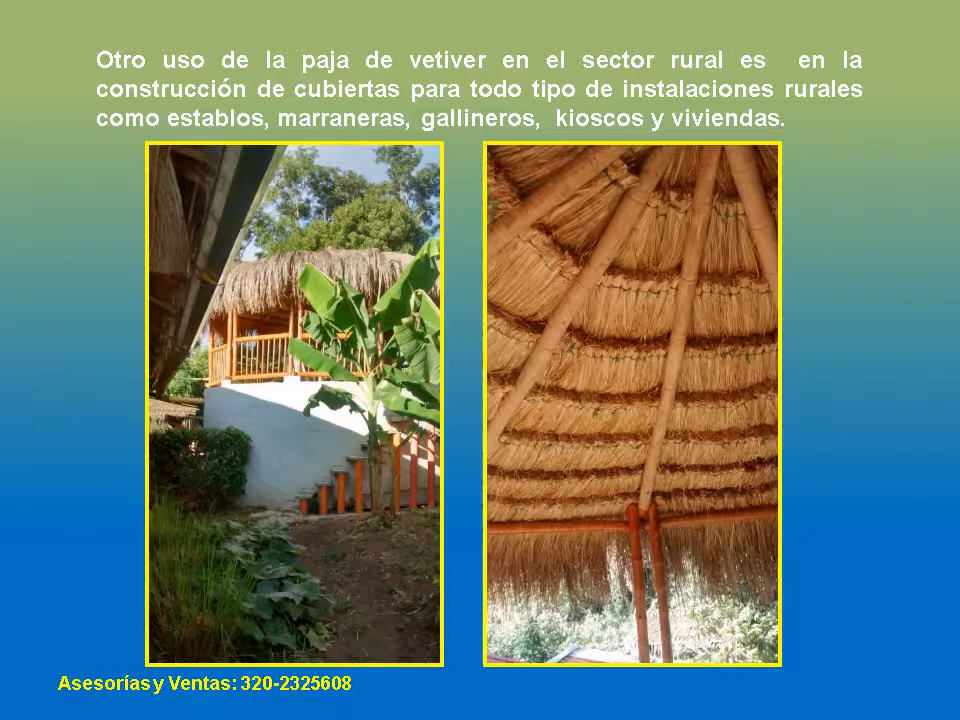 Otro uso de la paja de vetiver en el sector rural es en la
construcción de cubiertas para todo tipo de instalaciones rurales
como establos, marraneras, gallineros, kioscos y viviendas.
Asesorías y Ventas: 320-2325608